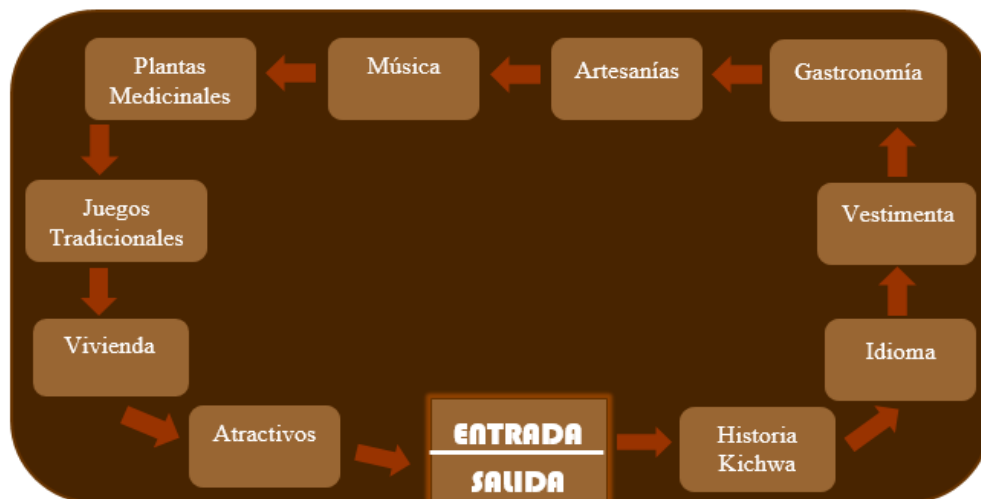 Plantas
Medicinales
Música
Artesanías
Gastronomía
Juegos
Tradicionales
Vestimenta
Vivienda
Idioma
Atractivos
ENTRADA
SALIDA
Historia
Kichwa